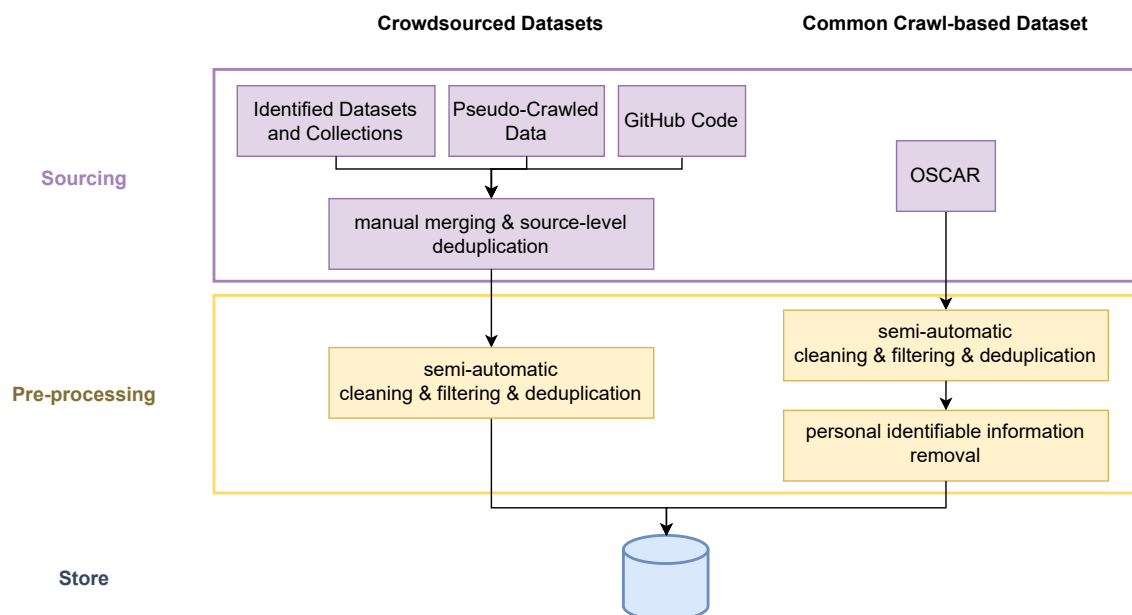 Crowdsourced Datasets
Common Crawl-based Dataset
Sourcing
Identified Datasets
and Collections
Pseudo-Crawled
Data
GitHub Code
OSCAR
manual merging & source-level
deduplication
Pre-processing
semi-automatic
cleaning & filtering & deduplication
semi-automatic
cleaning & filtering & deduplication
personal identifiable information
removal
Store